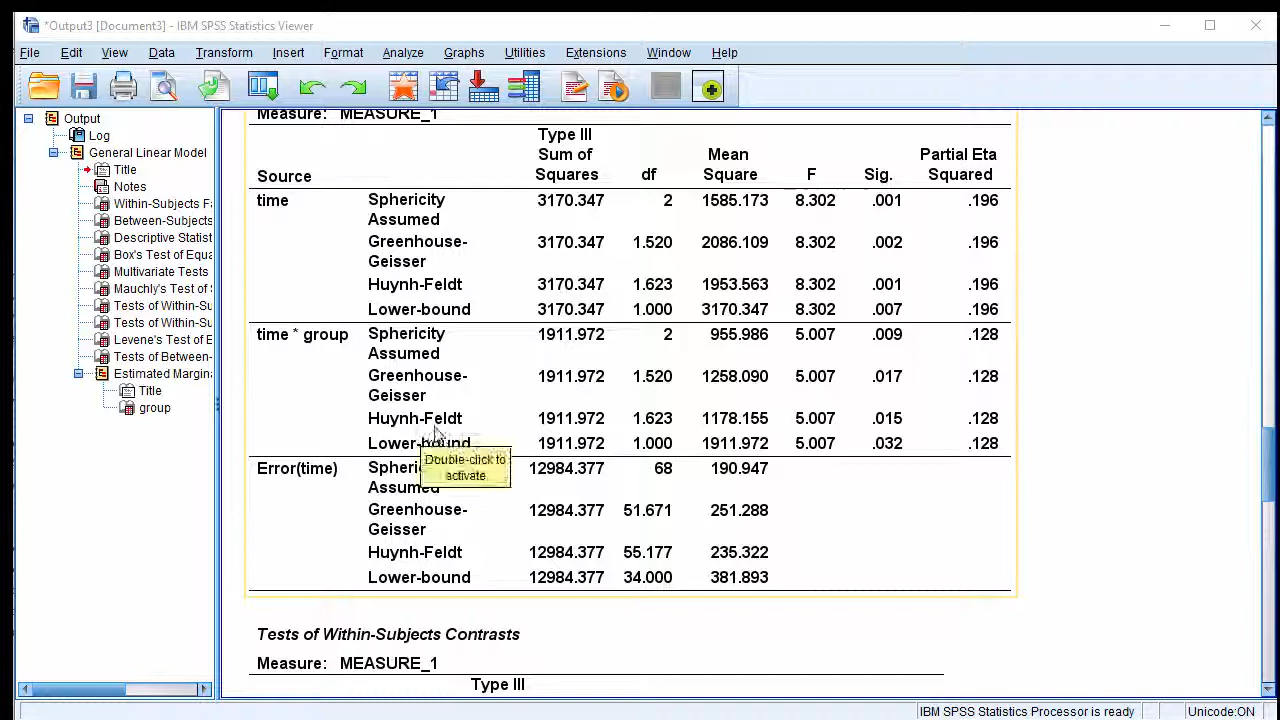 *Output3 [Document3] - IBM SPSS Statistics Viewer
File Edit View Data Transform Insert Format Analyze Graphs Utilities Extensions Window Help
Output
Log
General Linear Model
Title
Notes
Within-Subjects Fa
Between-Subjects
Descriptive Statist
Box's Test of Equa
Multivariate Tests
Mauchly's Test of S
Tests of Within-Su
Tests of Within-Su
Levene's Test of E
Tests of Between-
Estimated Margina
Title
group
Measure: MEASURE_1
Type III
Sum of Mean Partial Eta
Source Squares df Square F Sig. Squared
time Sphericity 3170.347 2 1585.173 8.302 .001 .196
Assumed
Greenhouse- 3170.347 1.520 2086.109 8.302 .002 .196
Geisser
Huynh-Feldt 3170.347 1.623 1953.563 8.302 .001 .196
Lower-bound 3170.347 1.000 3170.347 8.302 .007 .196
time * group Sphericity 1911.972 2 955.986 5.007 .009 .128
Assumed
Greenhouse- 1911.972 1.520 1258.090 5.007 .017 .128
Geisser
Huynh-Feldt 1911.972 1.623 1178.155 5.007 .015 .128
Lower-bound 1911.972 1.000 1911.972 5.007 .032 .128
Double-click to
activate
Error(time) Spheri 12984.377 68 190.947
Assumed
Greenhouse- 12984.377 51.671 251.288
Geisser
Huynh-Feldt 12984.377 55.177 235.322
Lower-bound 12984.377 34.000 381.893
Tests of Within-Subjects Contrasts
Measure: MEASURE_1
Type III
IBM SPSS Statistics Processor is ready Unicode:ON